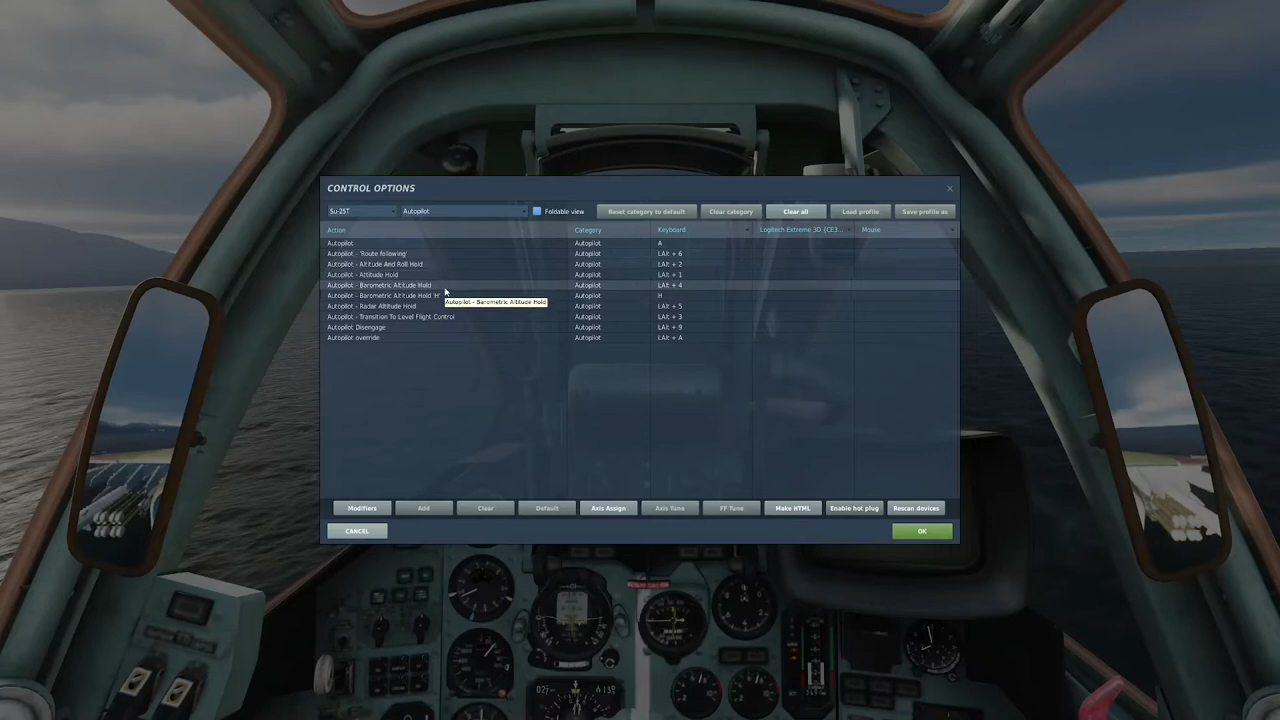 CONTROL OPTIONS
Su-25T Autopilot Foldable view Reset category to default Clear category Clear all Load profile Save profile as
Action Category Keyboard Logitech Extreme 3D {CE3... Mouse
Autopilot Autopilot A
Autopilot - 'Route following' Autopilot LAlt + 6
Autopilot - Altitude And Roll Hold Autopilot LAlt + 2
Autopilot - Attitude Hold Autopilot LAlt + 1
Autopilot - Barometric Altitude Hold Autopilot LAlt + 4
Autopilot - Barometric Altitude Hold 'H' Autopilot H
Autopilot - Barometric Altitude Hold
Autopilot - Radar Altitude Hold Autopilot LAlt + 5
Autopilot - Transition To Level Flight Control Autopilot LAlt + 3
Autopilot Disengage Autopilot LAlt + 9
Autopilot override Autopilot LAlt + A
Modifiers Add Clear Default Axis Assign Axis Tune FF Tune Make HTML Enable hot plug Rescan devices
CANCEL OK